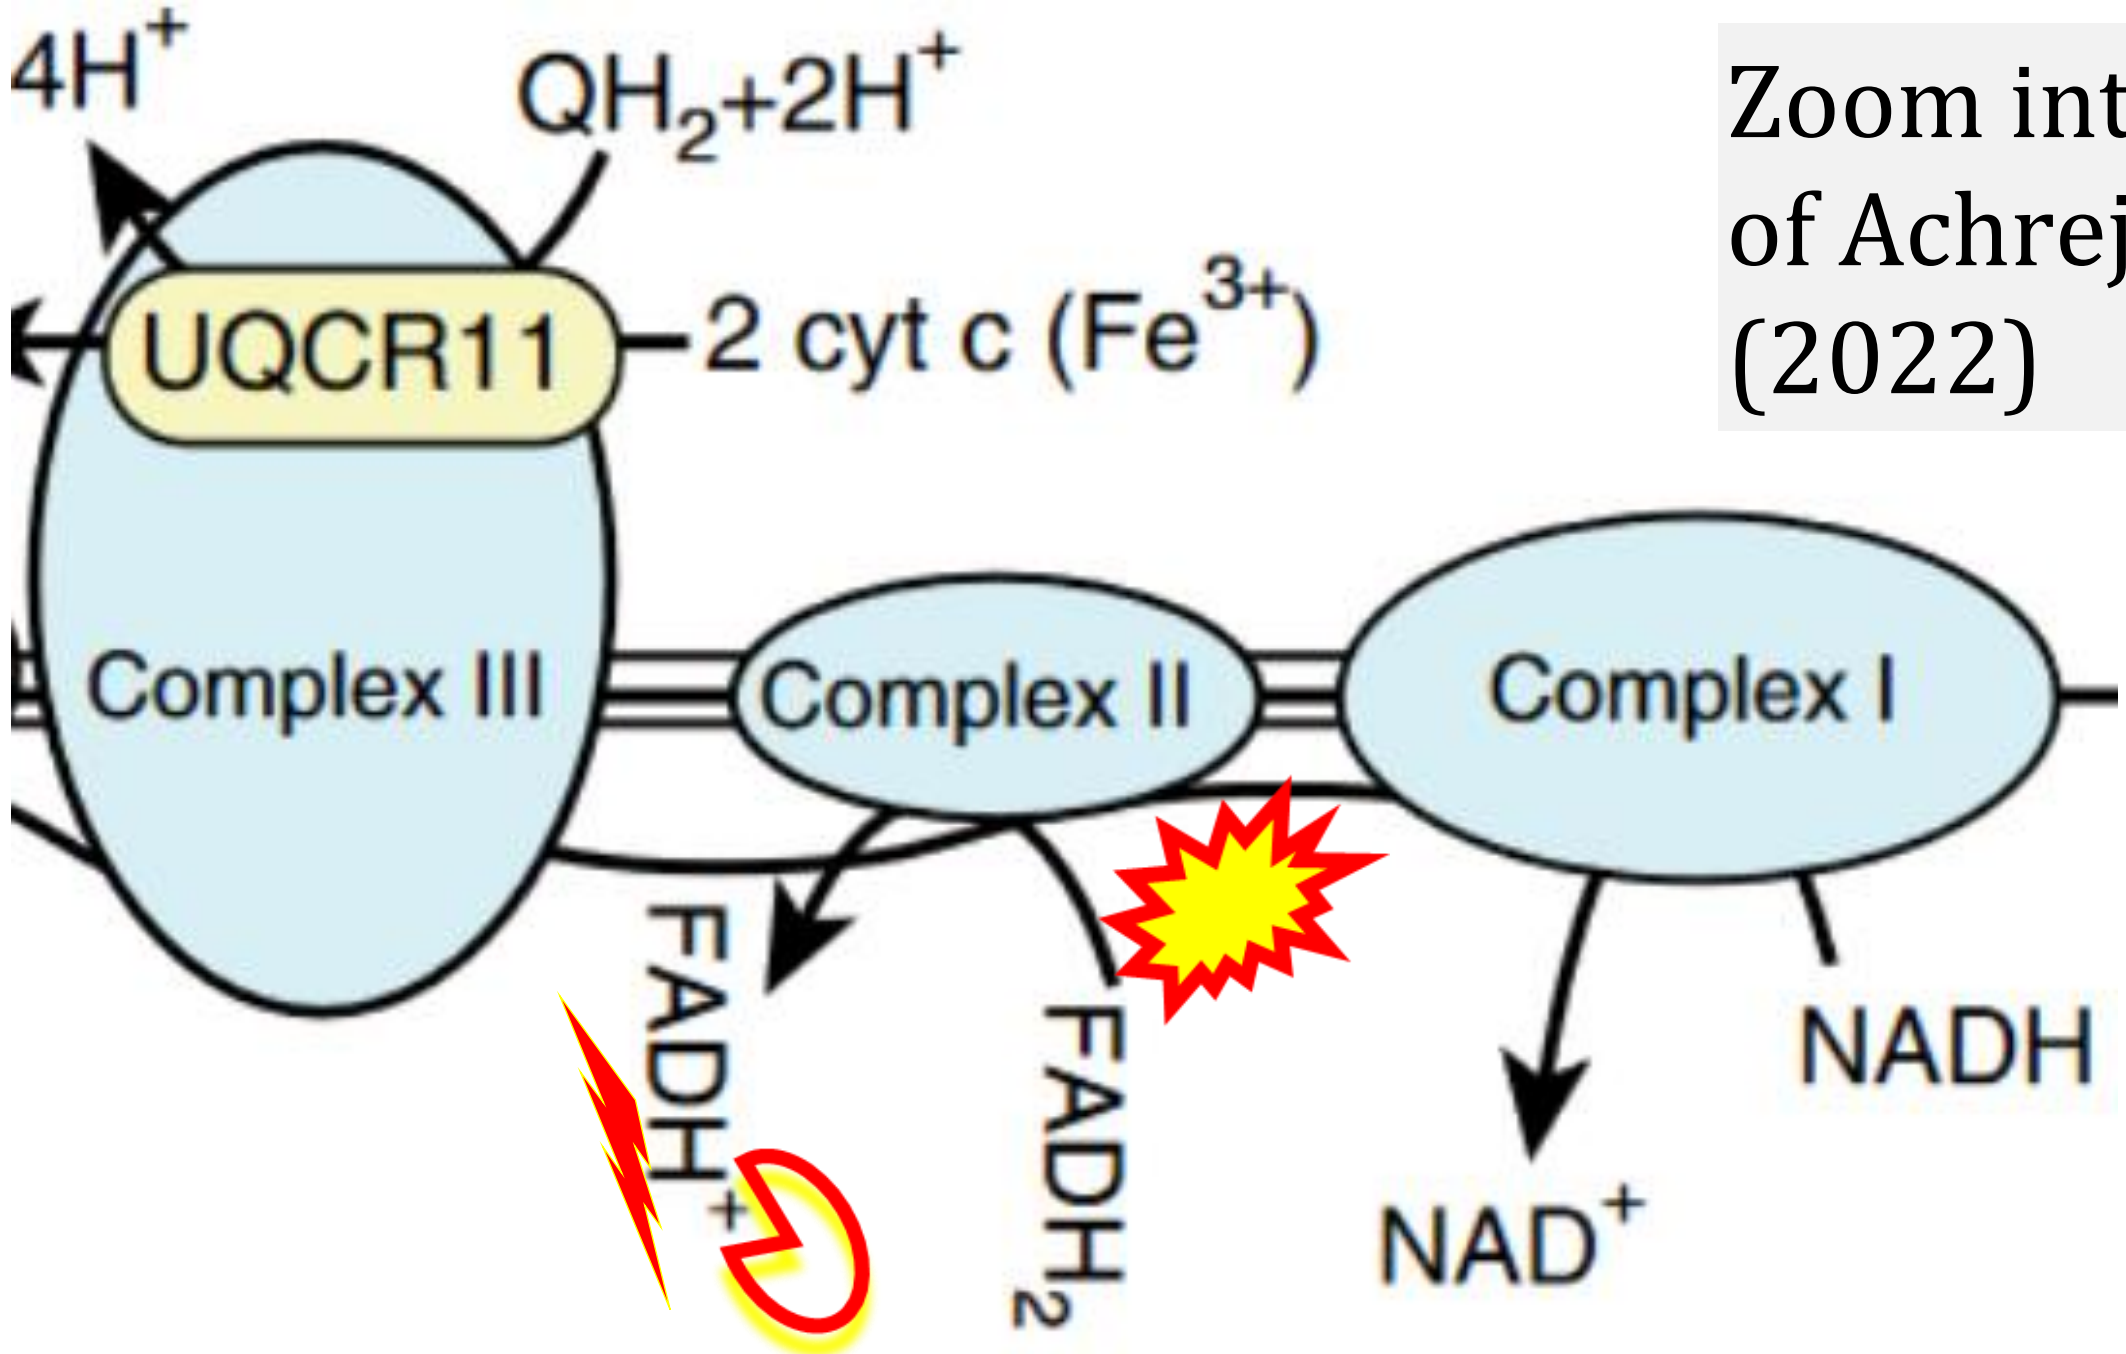 4H⁺
QH₂+2H⁺
Zoom int
of Achrej
(2022)
UQCR11
2 cyt c (Fe³⁺)
Complex III
Complex II
Complex I
FADH⁺
FADH₂
NADH
NAD⁺